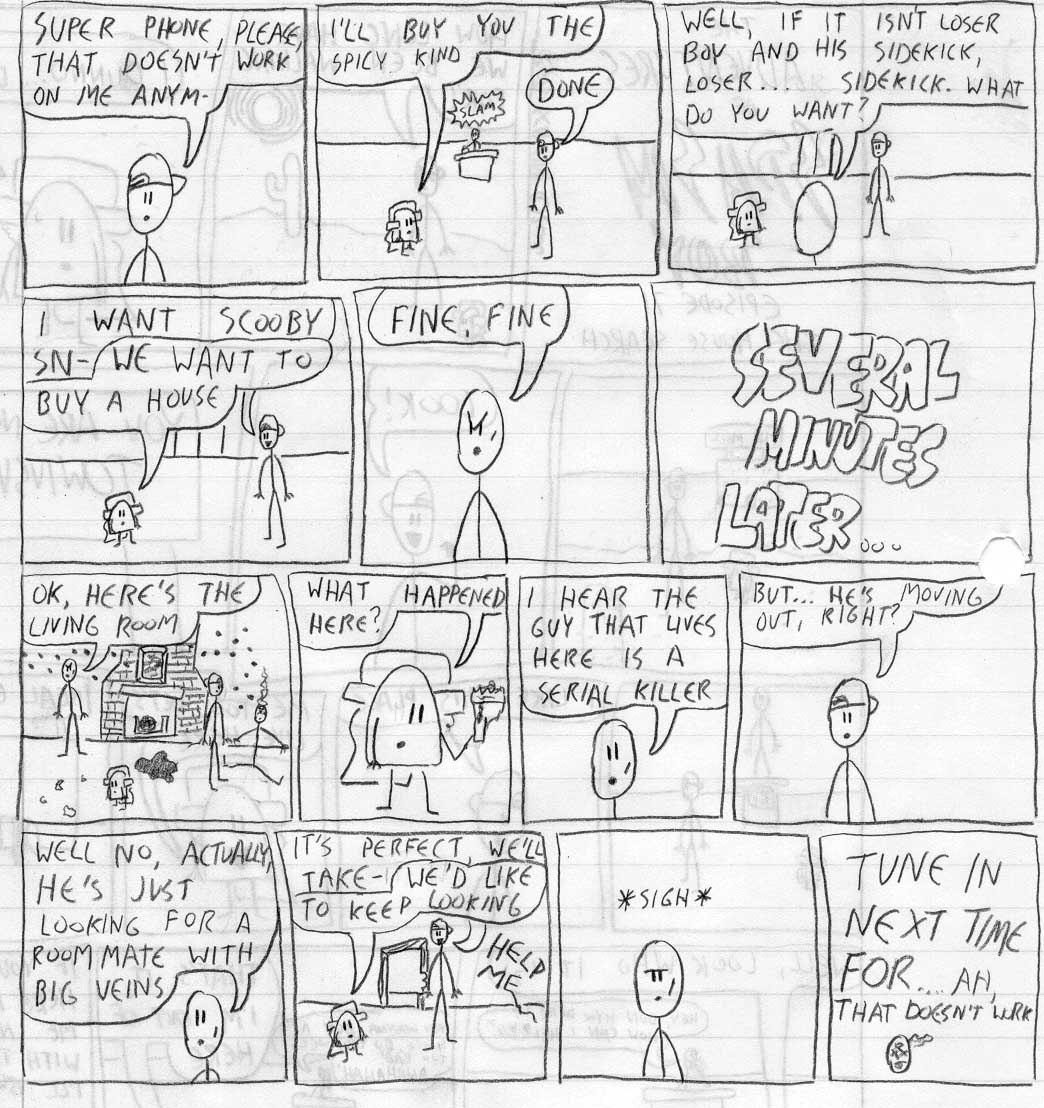 SUPER PHONE, PLEASE,
THAT DOESN'T WORK
ON ME ANYM-
I'LL BUY YOU THE
SPICY KIND
SLAM
DONE
WELL, IF IT ISN'T LOSER
BOY AND HIS SIDEKICK,
LOSER.... SIDEKICK. WHAT
DO YOU WANT?
I WANT SCOOBY
SN-
WE WANT TO
BUY A HOUSE
FINE, FINE
SEVERAL
MINUTES
LATER...
OK, HERE'S THE
LIVING ROOM
WHAT HAPPENED
HERE?
I HEAR THE
GUY THAT LIVES
HERE IS A
SERIAL KILLER
BUT... HE'S MOVING
OUT, RIGHT?
WELL NO, ACTUALLY,
HE'S JUST
LOOKING FOR A
ROOMMATE WITH
BIG VEINS
IT'S PERFECT, WE'LL
TAKE-
WE'D LIKE
TO KEEP LOOKING
HELP
ME
*SIGH*
TUNE IN
NEXT TIME
FOR.... AH,
THAT DOESN'T WORK